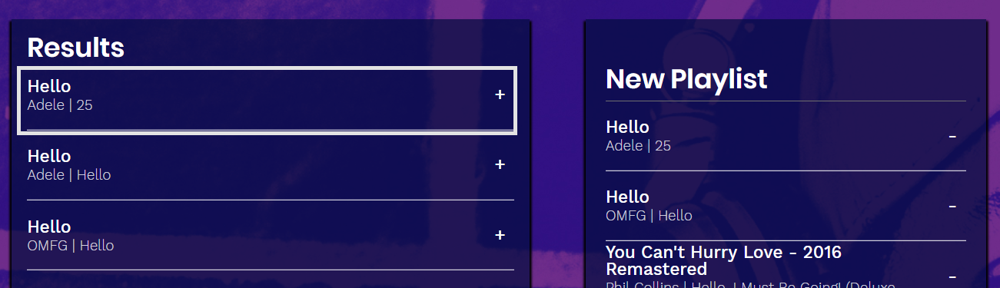 Results
Hello
Adele | 25
+
Hello
Adele | Hello
+
Hello
OMFG | Hello
+
New Playlist
Hello
Adele | 25
-
Hello
OMFG | Hello
-
You Can't Hurry Love - 2016
Remastered
Phil Collins | Hello, I Must Be Going! (Deluxe
-